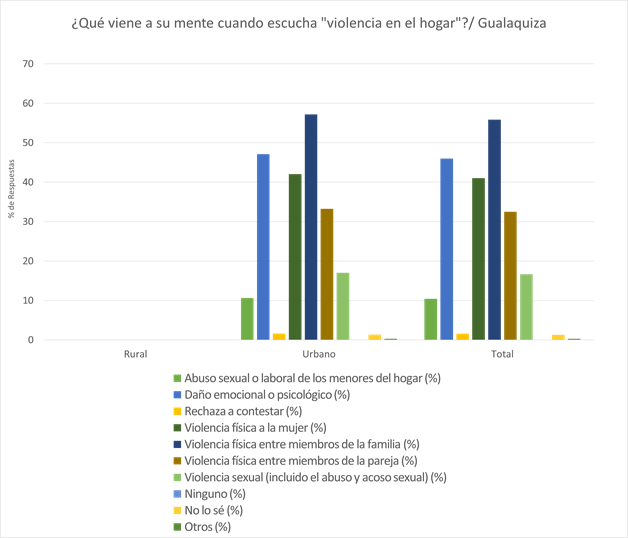 ¿Qué viene a su mente cuando escucha "violencia en el hogar"?/ Gualaquiza
70
60
50
40
30
20
10
0
% de Respuestas
Rural
Urbano
Total
Abuso sexual o laboral de los menores del hogar (%)
Daño emocional o psicológico (%)
Rechaza a contestar (%)
Violencia física a la mujer (%)
Violencia física entre miembros de la familia (%)
Violencia física entre miembros de la pareja (%)
Violencia sexual (incluido el abuso y acoso sexual) (%)
Ninguno (%)
No lo sé (%)
Otros (%)